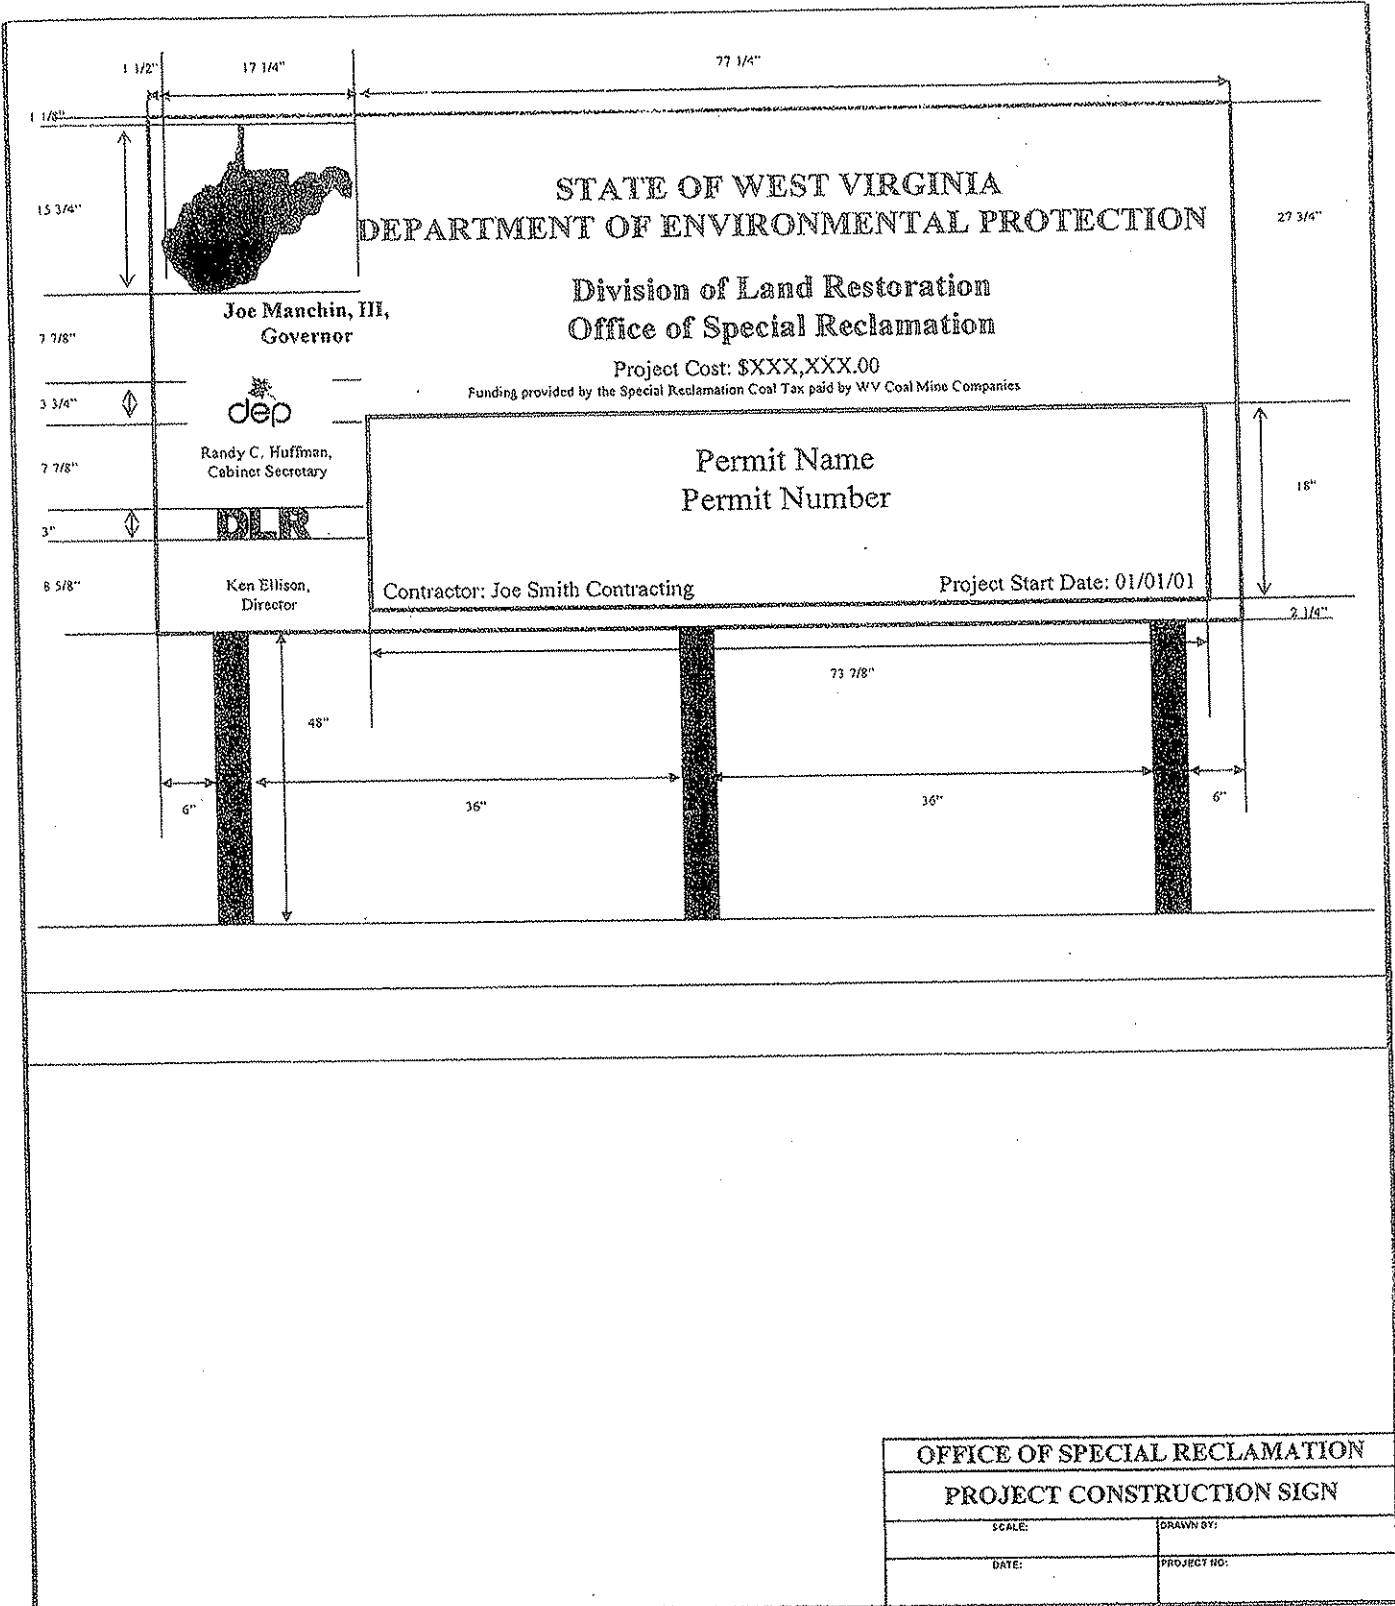 1 1/2"
17 1/4"
77 1/4"
1 1/8"
15 3/4"
STATE OF WEST VIRGINIA
DEPARTMENT OF ENVIRONMENTAL PROTECTION
27 3/4"
Division of Land Restoration
Office of Special Reclamation
Joe Manchin, III,
Governor
7 7/8"
Project Cost: $XXX,XXX.00
Funding provided by the Special Reclamation Coal Tax paid by WV Coal Mine Companies
3 3/4"
dep
Randy C. Huffman,
Cabinet Secretary
7 7/8"
Permit Name
Permit Number
18"
3"
DLR
8 5/8"
Ken Ellison,
Director
Contractor: Joe Smith Contracting
Project Start Date: 01/01/01
2 1/4"
73 7/8"
48"
6"
36"
36"
6"
OFFICE OF SPECIAL RECLAMATION
PROJECT CONSTRUCTION SIGN
SCALE:
DRAWN BY:
DATE:
PROJECT NO: